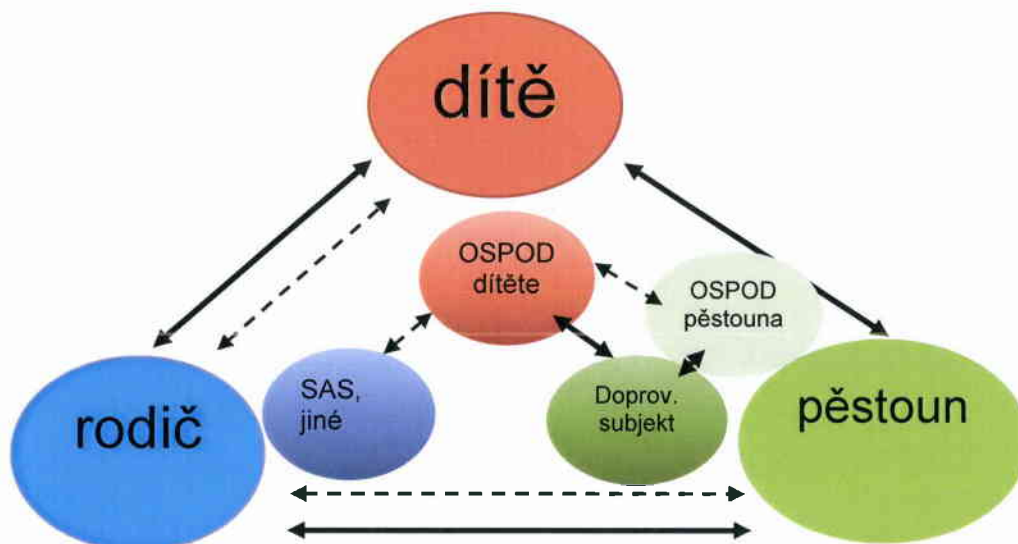 dítě
OSPOD
dítěte
OSPOD
pěstouna
rodič
SAS,
jiné
Doprov.
subjekt
pěstoun